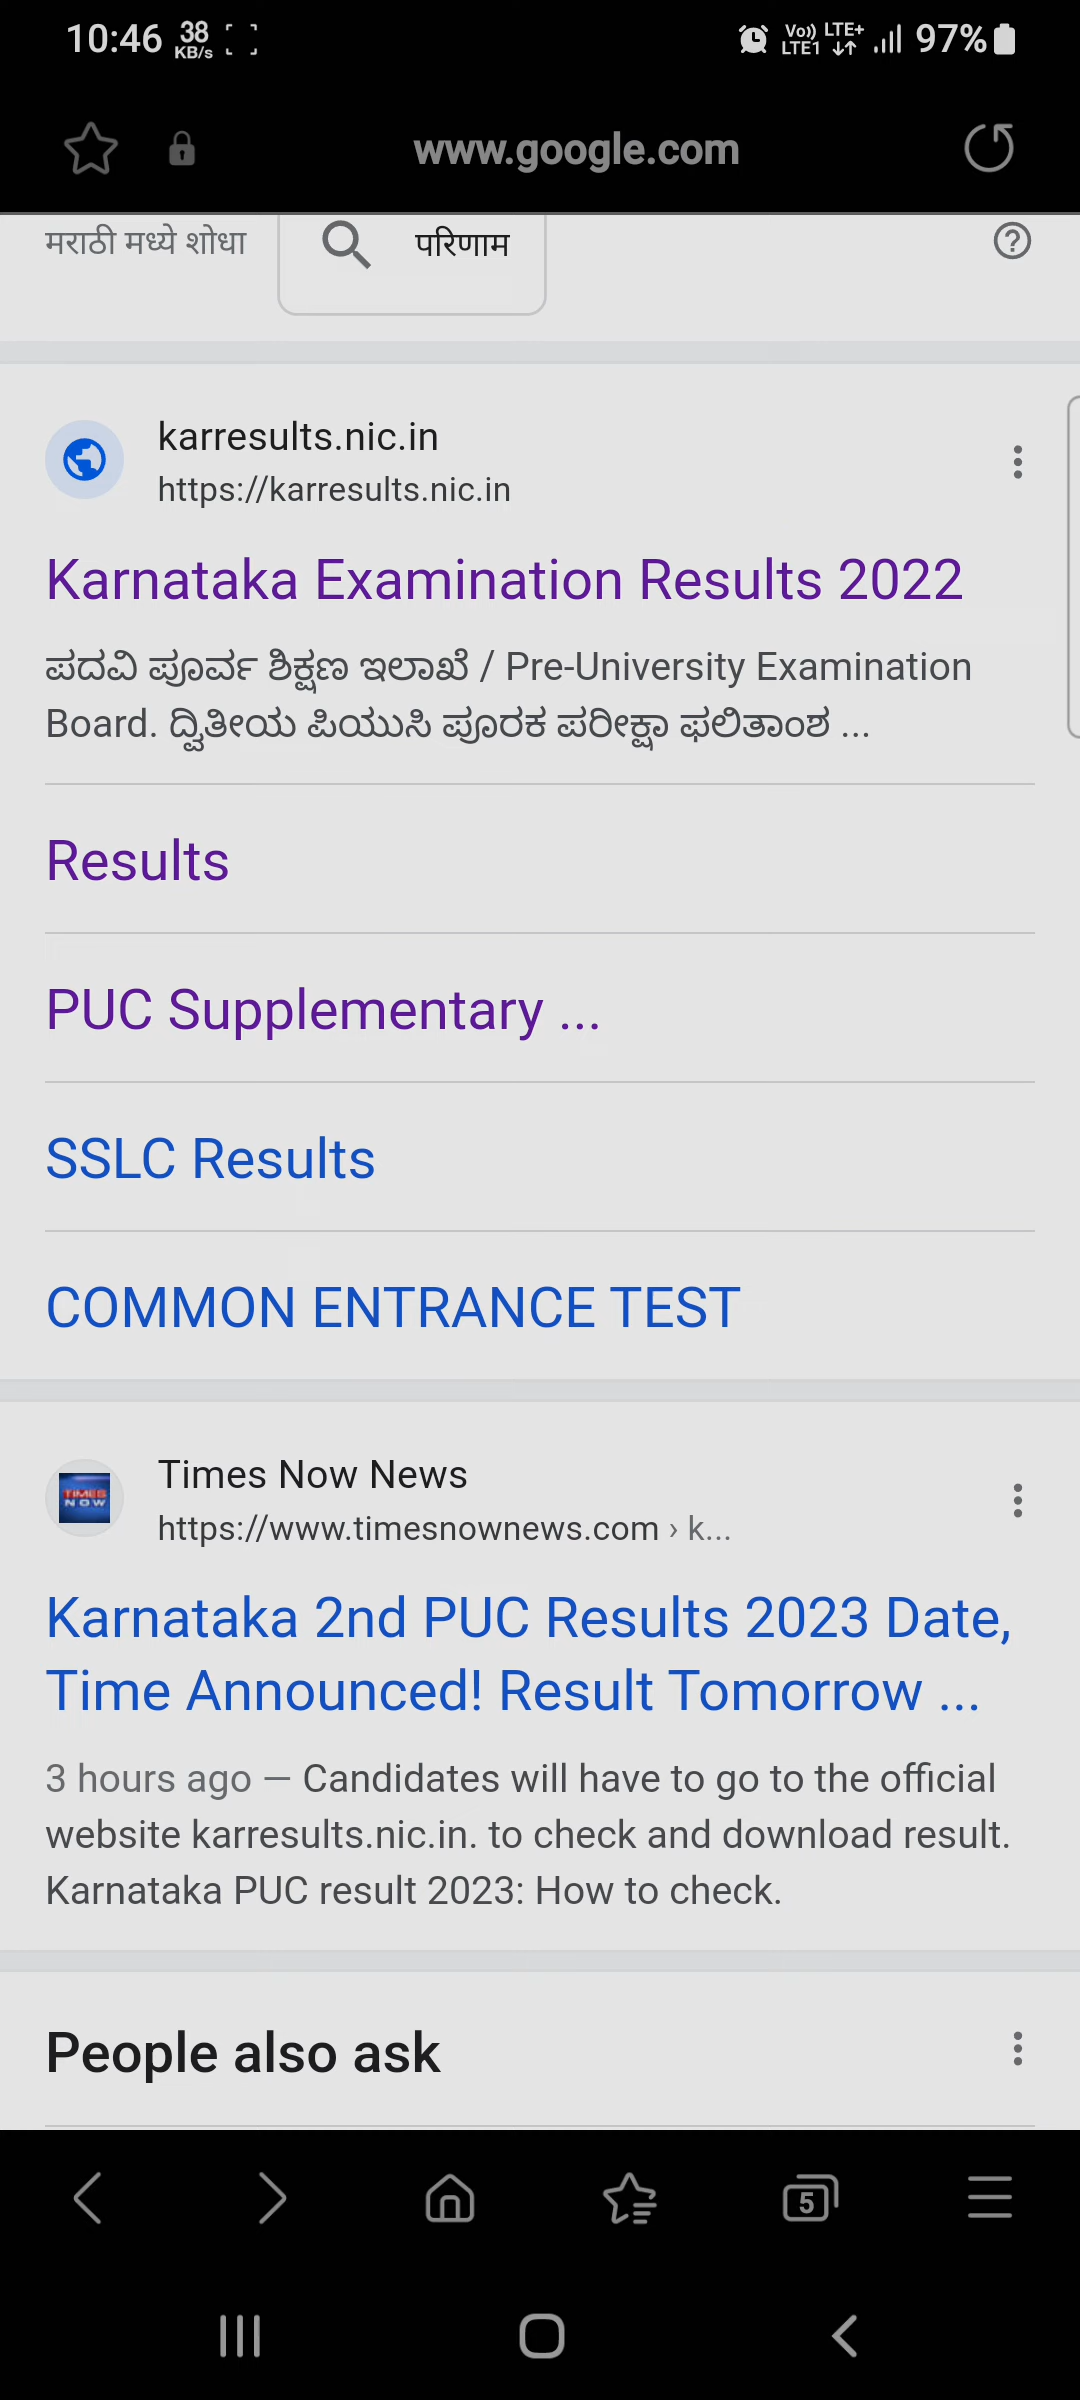 10:46 38 KB/s Vo)) LTE1 LTE+ 97%
www.google.com
मराठी मध्ये शोधा परिणाम
karresults.nic.in
https://karresults.nic.in
Karnataka Examination Results 2022
ಪದವಿ ಪೂರ್ವ ಶಿಕ್ಷಣ ಇಲಾಖೆ / Pre-University Examination
Board. ದ್ವಿತೀಯ ಪಿಯುಸಿ ಪೂರಕ ಪರೀಕ್ಷಾ ಫಲಿತಾಂಶ ...
Results
PUC Supplementary ...
SSLC Results
COMMON ENTRANCE TEST
TIMES NOW
Times Now News
https://www.timesnownews.com › k...
Karnataka 2nd PUC Results 2023 Date,
Time Announced! Result Tomorrow ...
3 hours ago — Candidates will have to go to the official
website karresults.nic.in. to check and download result.
Karnataka PUC result 2023: How to check.
People also ask
5